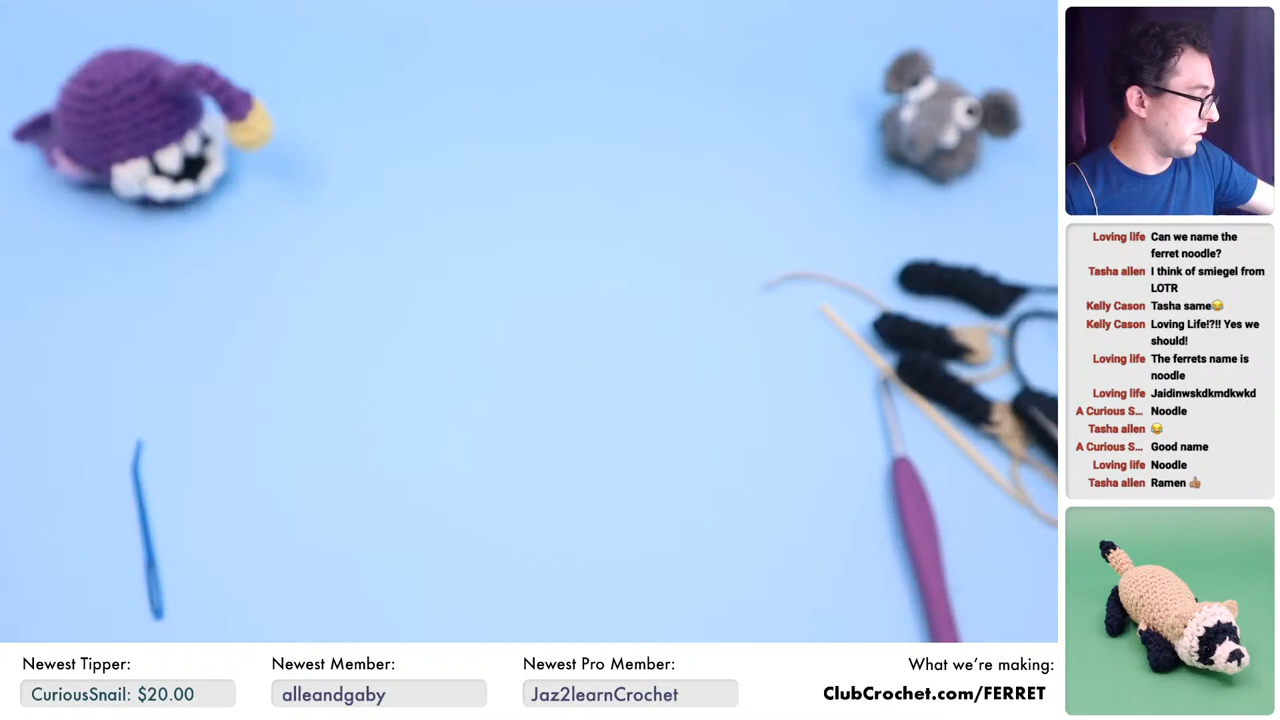 Loving life Can we name the
ferret noodle?
Tasha allen I think of smiegel from
LOTR
Kelly Cason Tasha same😂
Kelly Cason Loving Life!?!! Yes we
should!
Loving life The ferrets name is
noodle
Loving life Jaidinwskdkmdkwkd
A Curious S... Noodle
Tasha allen 😂
A Curious S... Good name
Loving life Noodle
Tasha allen Ramen 👍🏽
Newest Tipper: Newest Member: Newest Pro Member: What we're making:
CuriousSnail: $20.00 alleandgaby Jaz2learnCrochet ClubCrochet.com/FERRET